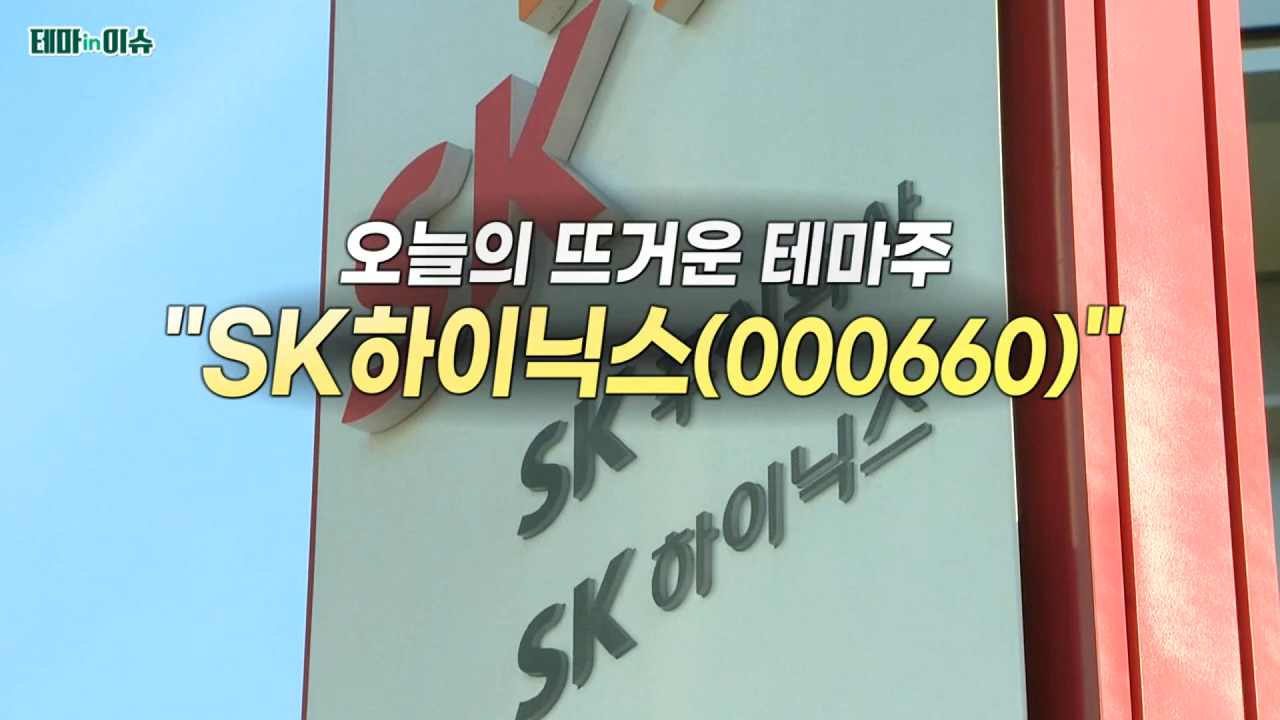 테마in이슈
SK
오늘의 뜨거운 테마주
"SK하이닉스(000660)"
SK
SK 하이닉스